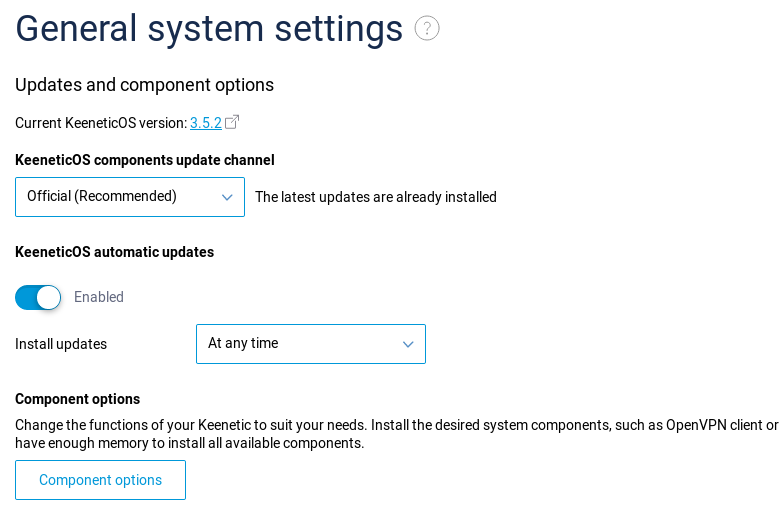 General system settings ?
Updates and component options
Current KeeneticOS version: 3.5.2
KeeneticOS components update channel
Official (Recommended) The latest updates are already installed
KeeneticOS automatic updates
Enabled
Install updates At any time
Component options
Change the functions of your Keenetic to suit your needs. Install the desired system components, such as OpenVPN client or
have enough memory to install all available components.
Component options